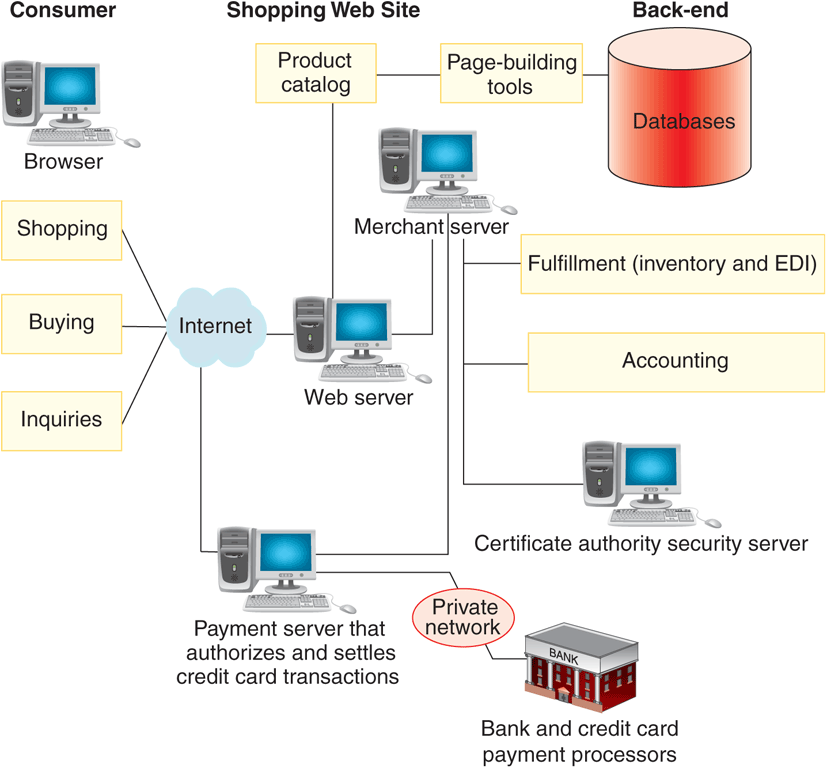 Consumer
Shopping Web Site
Back-end
Browser
Product
catalog
Page-building
tools
Databases
Merchant server
Shopping
Buying
Inquiries
Internet
Web server
Fulfillment (inventory and EDI)
Accounting
Certificate authority security server
Payment server that
authorizes and settles
credit card transactions
Private
network
BANK
Bank and credit card
payment processors